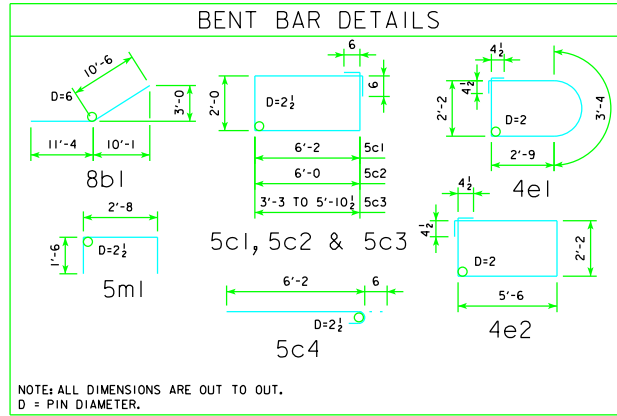 BENT BAR DETAILS
10'-6
D=6
3'-0
11'-4
10'-1
8b1
6
6
2'-0
D=2½
6'-2
5c1
6'-0
5c2
3'-3 TO 5'-10½
5c3
5c1, 5c2 & 5c3
4½
4½
2'-2
D=2
3'-4
2'-9
4e1
2'-8
1'-6
D=2½
5m1
6'-2
6
D=2½
5c4
4½
4½
D=2
2'-2
5'-6
4e2
NOTE: ALL DIMENSIONS ARE OUT TO OUT.
D = PIN DIAMETER.